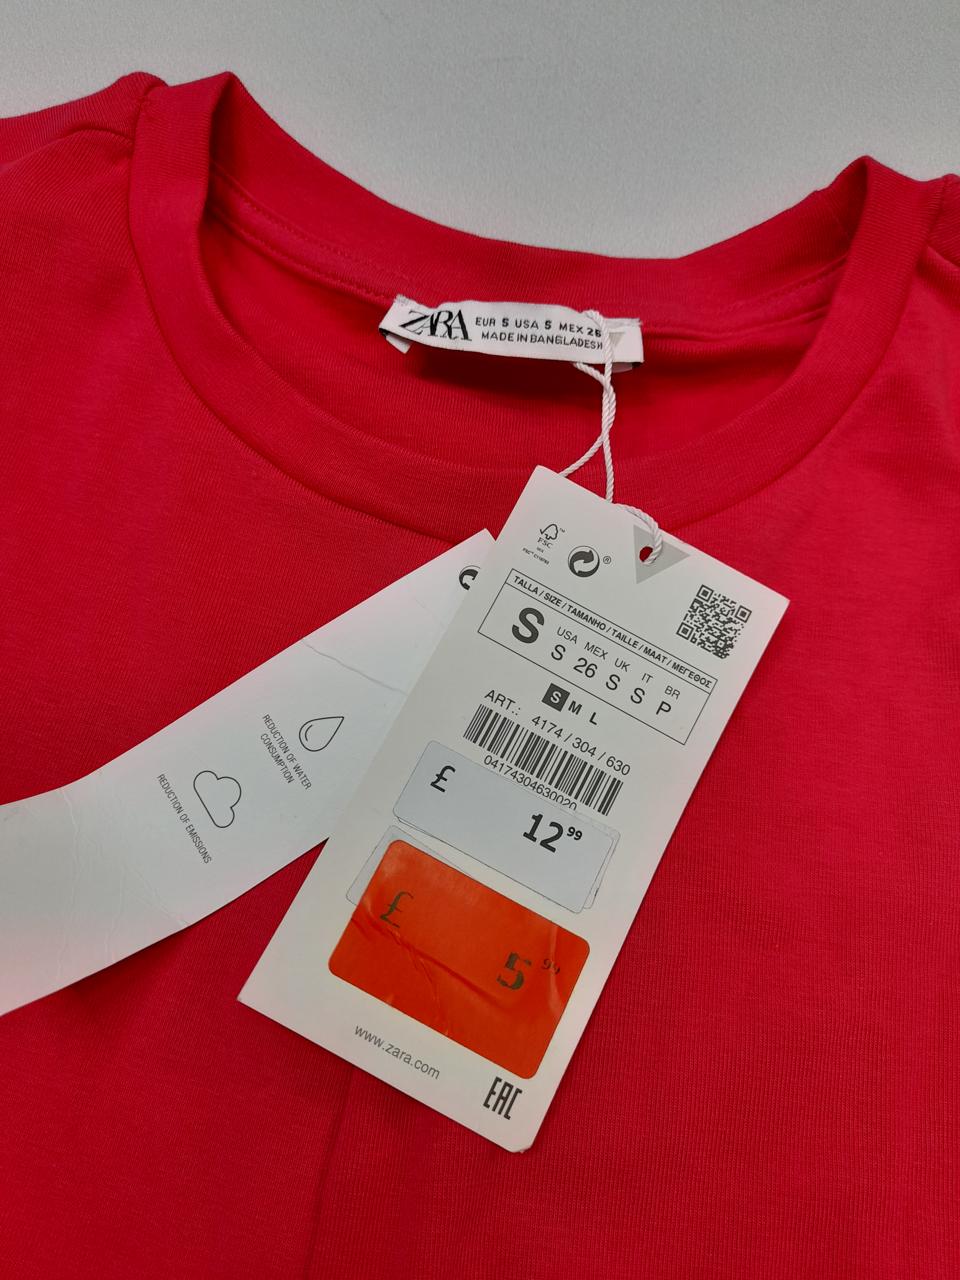 ZARA
EUR S USA S MEX 26
MADE IN BANGLADESH
FSC™
MIX
TALLA / SIZE / TAMANHO / TAILLE / MAAT / ΜΕΓΕΘΟΣ
S
USA MEX UK IT BR
S 26 S S P
S M L
ART.: 4174 / 304 / 630
04174304630020
£
12 99
£
5 99
www.zara.com
EAC
REDUCTION OF WATER
CONSUMPTION
REDUCTION OF EMISSIONS